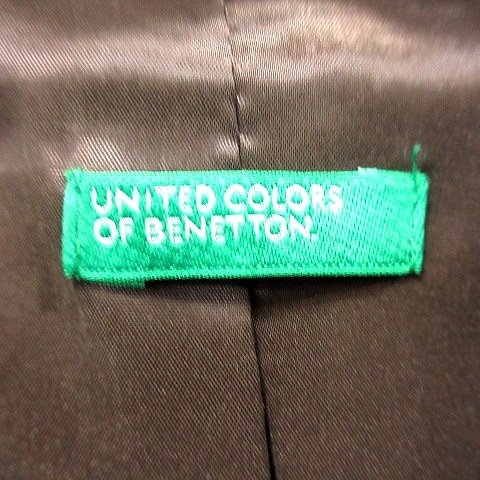 UNITED COLORS
OF BENETTON.